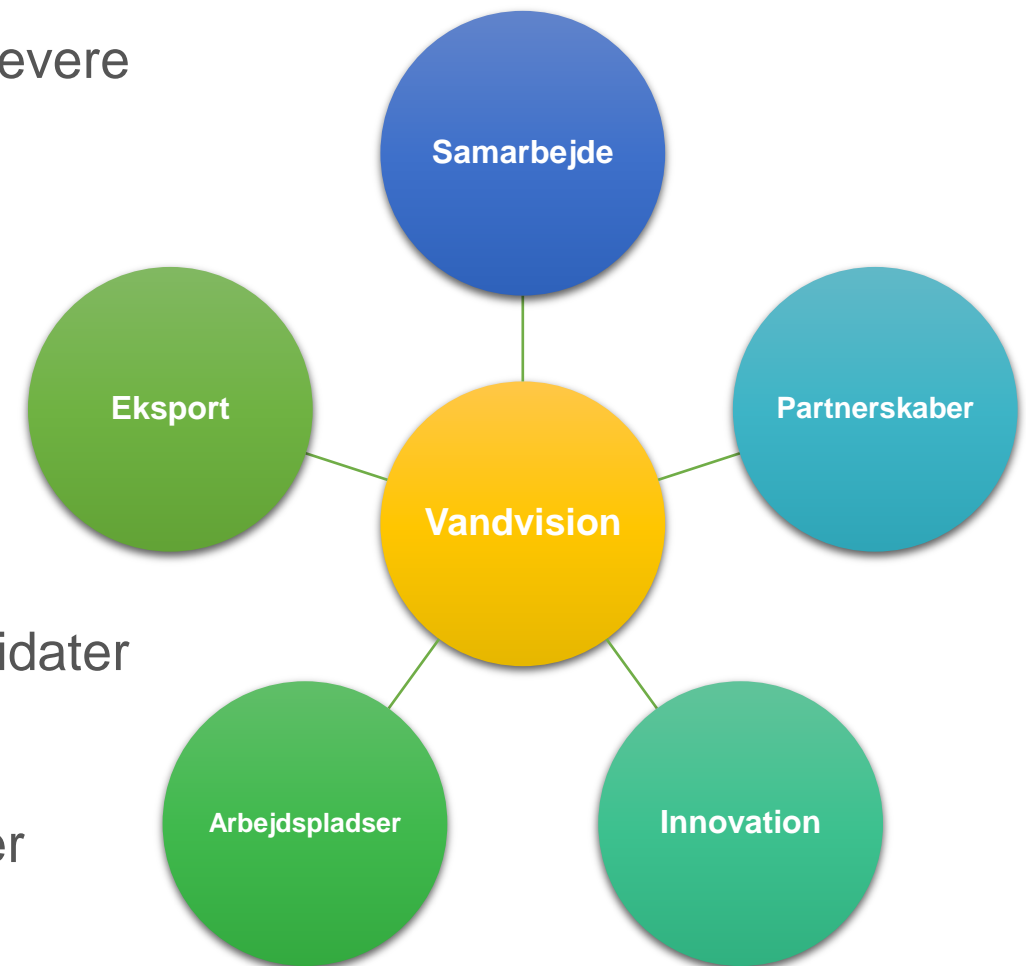 evere
Samarbejde
Eksport
Partnerskaber
Vandvision
idater
Arbejdspladser
Innovation
er